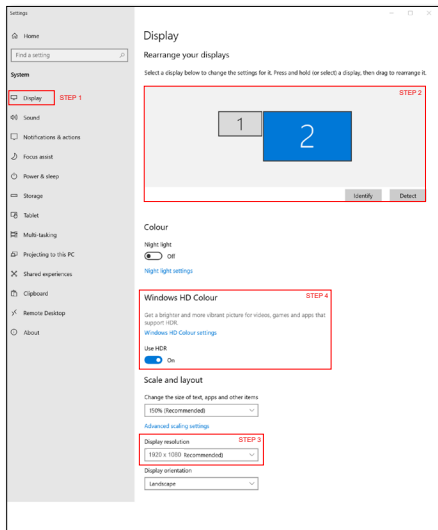 Settings
Home
Find a setting
System
Display STEP 1
Sound
Notifications & actions
Focus assist
Power & sleep
Storage
Tablet
Multi-tasking
Projecting to this PC
Shared experiences
Clipboard
Remote Desktop
About
Display
Rearrange your displays
Select a display below to change the settings for it. Press and hold (or select) a display, then drag to rearrange it.
STEP 2
1
2
Identify Detect
Colour
Night light
Off
Night light settings
Windows HD Colour STEP 4
Get a brighter and more vibrant picture for videos, games and apps that
support HDR.
Windows HD Colour settings
Use HDR
On
Scale and layout
Change the size of text, apps and other items
150% (Recommended)
Advanced scaling settings
Display resolution STEP 3
1920 x 1080 Recommended)
Display orientation
Landscape